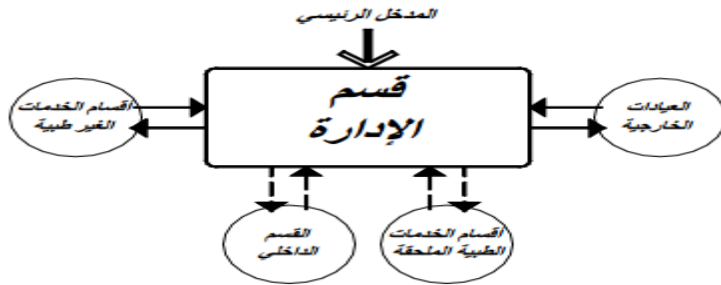 المدخل الرئيسي
قسم
الإدارة
أقسام الخدمات
الغير طبية
العيادات
الخارجية
القسم
الداخلي
أقسام الخدمات
الطبية الملحقة